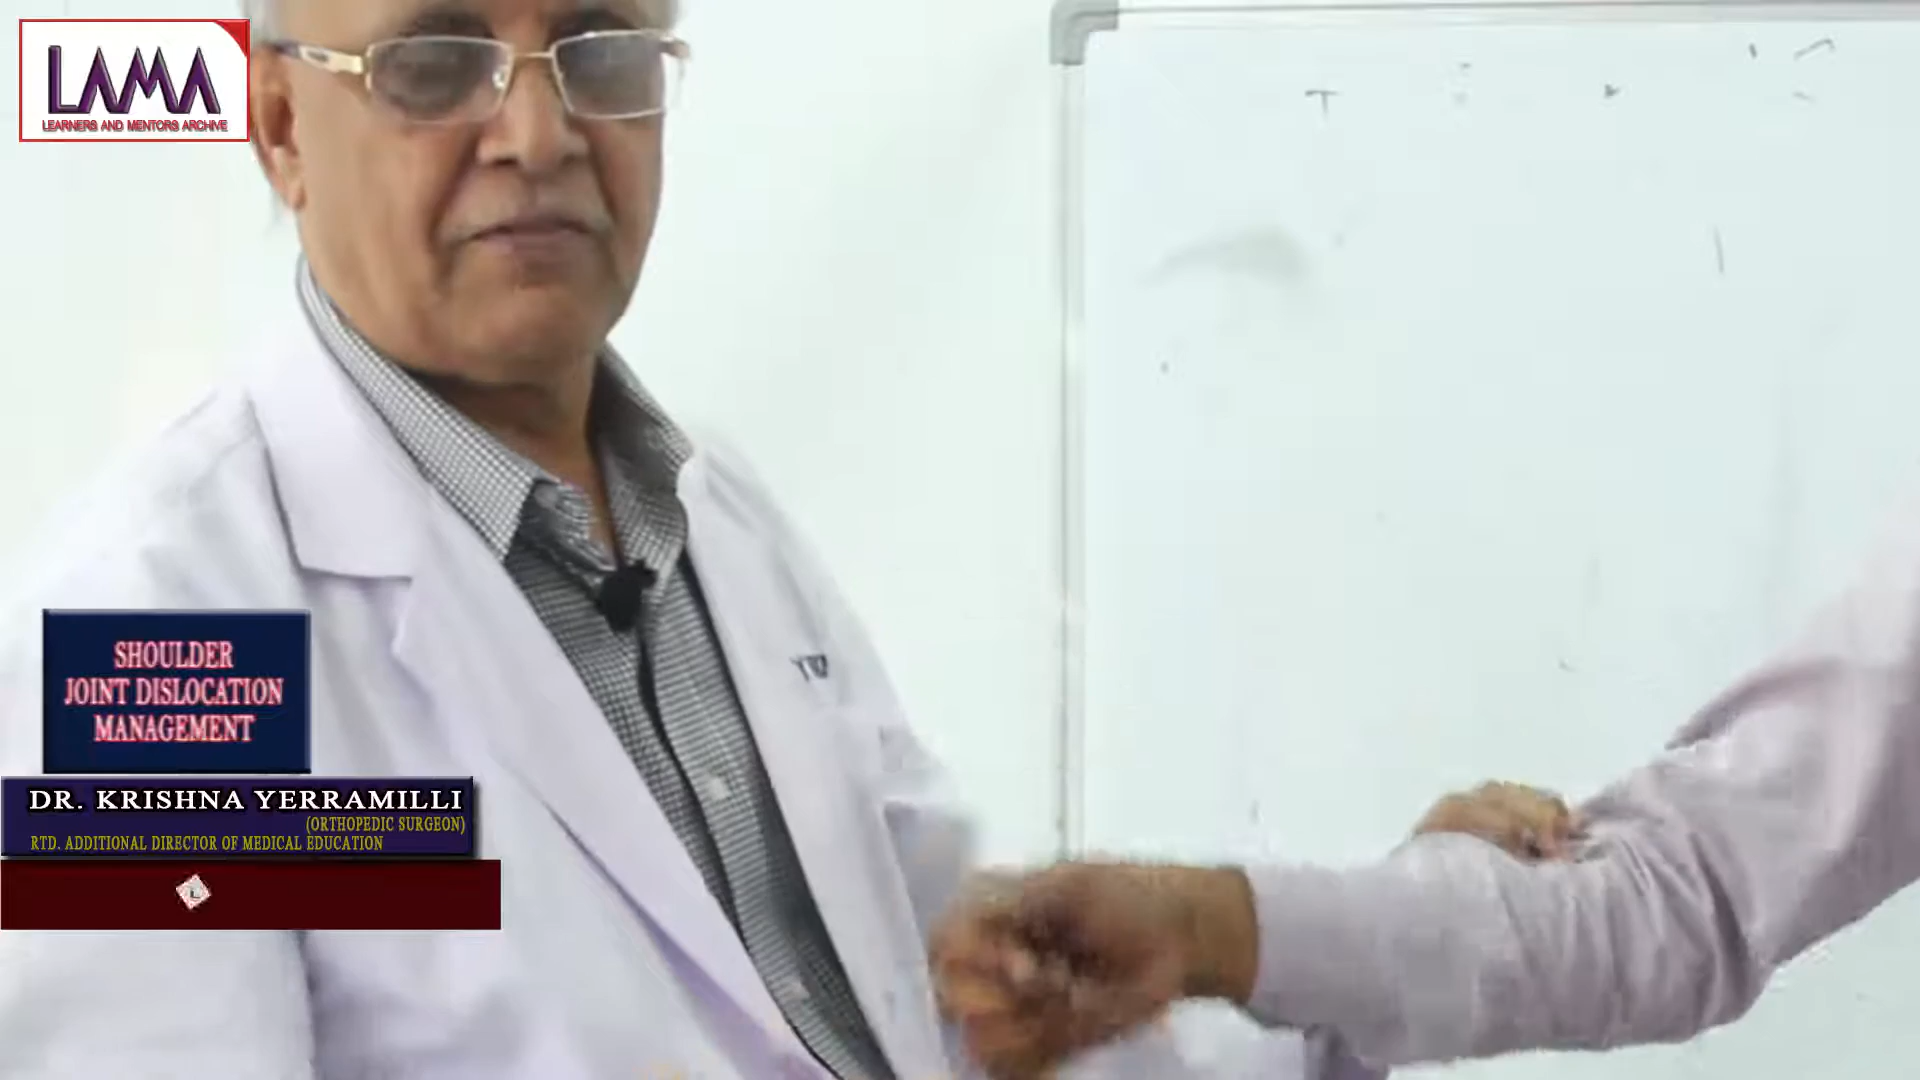 LAMA
LEARNERS AND MENTORS ARCHIVE
SHOULDER
JOINT DISLOCATION
MANAGEMENT
DR. KRISHNA YERRAMILLI
(ORTHOPEDIC SURGEON)
RTD. ADDITIONAL DIRECTOR OF MEDICAL EDUCATION
L